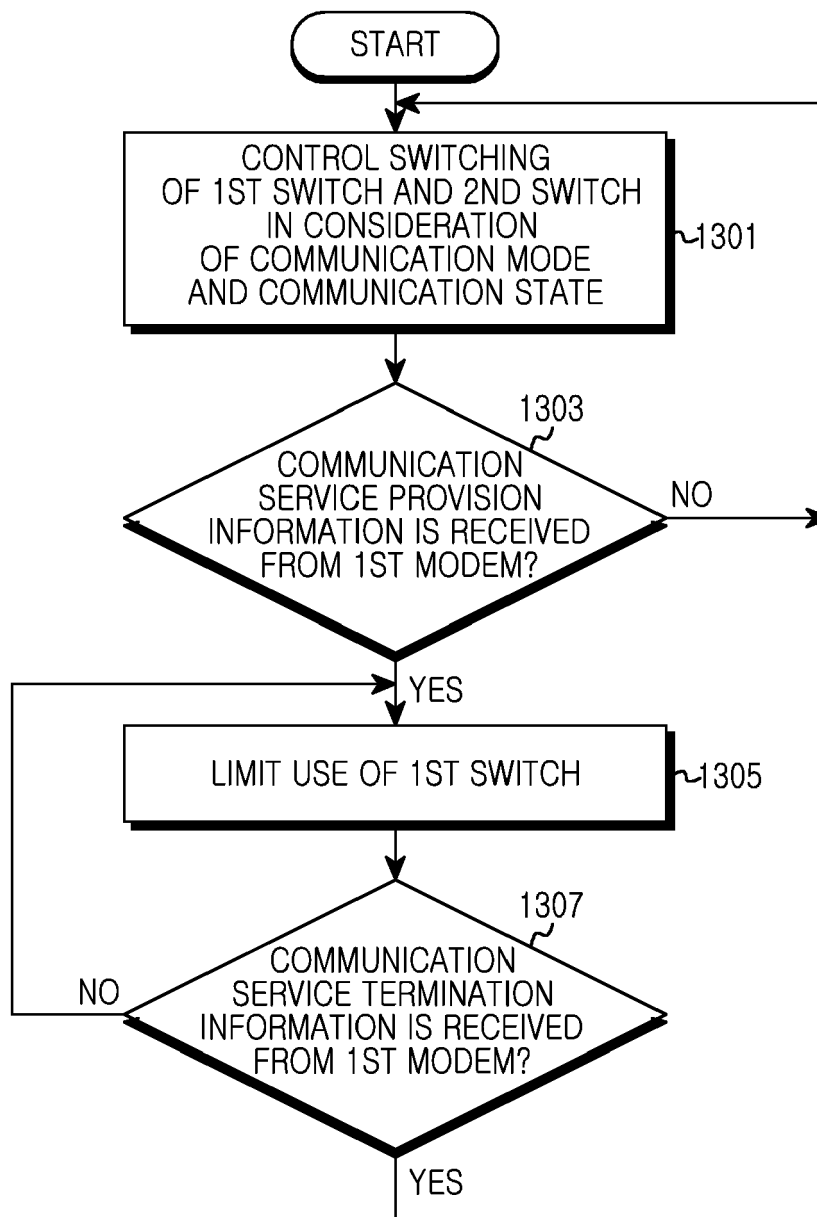 START
CONTROL SWITCHING
OF 1ST SWITCH AND 2ND SWITCH
IN CONSIDERATION
OF COMMUNICATION MODE
AND COMMUNICATION STATE
1301
1303
COMMUNICATION
SERVICE PROVISION
INFORMATION IS RECEIVED
FROM 1ST MODEM?
NO
YES
LIMIT USE OF 1ST SWITCH
1305
1307
COMMUNICATION
SERVICE TERMINATION
INFORMATION IS RECEIVED
FROM 1ST MODEM?
NO
YES